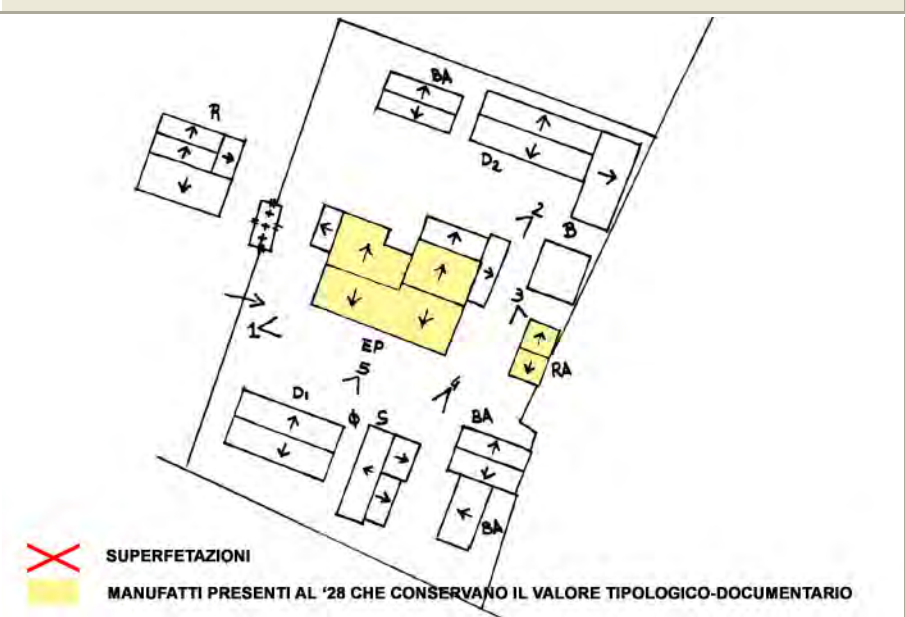 BA
R
D2
2
B
3
1
EP
RA
5
4
D1
Φ S
BA
BA
SUPERFETAZIONI
MANUFATTI PRESENTI AL '28 CHE CONSERVANO IL VALORE TIPOLOGICO-DOCUMENTARIO